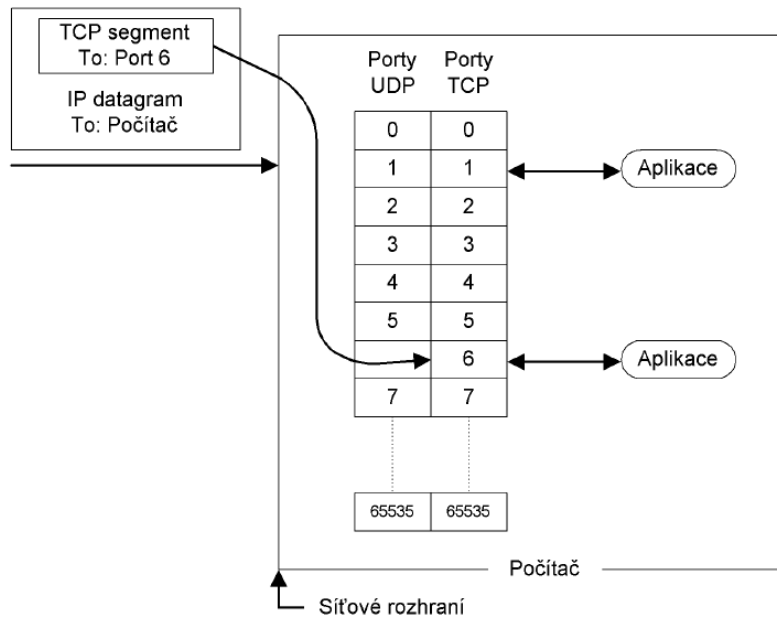 TCP segment
To: Port 6
IP datagram
To: Počítač
Porty
UDP
Porty
TCP
0 0
1 1
Aplikace
2 2
3 3
4 4
5 5
6
Aplikace
7 7
65535 65535
Počítač
Síťové rozhraní